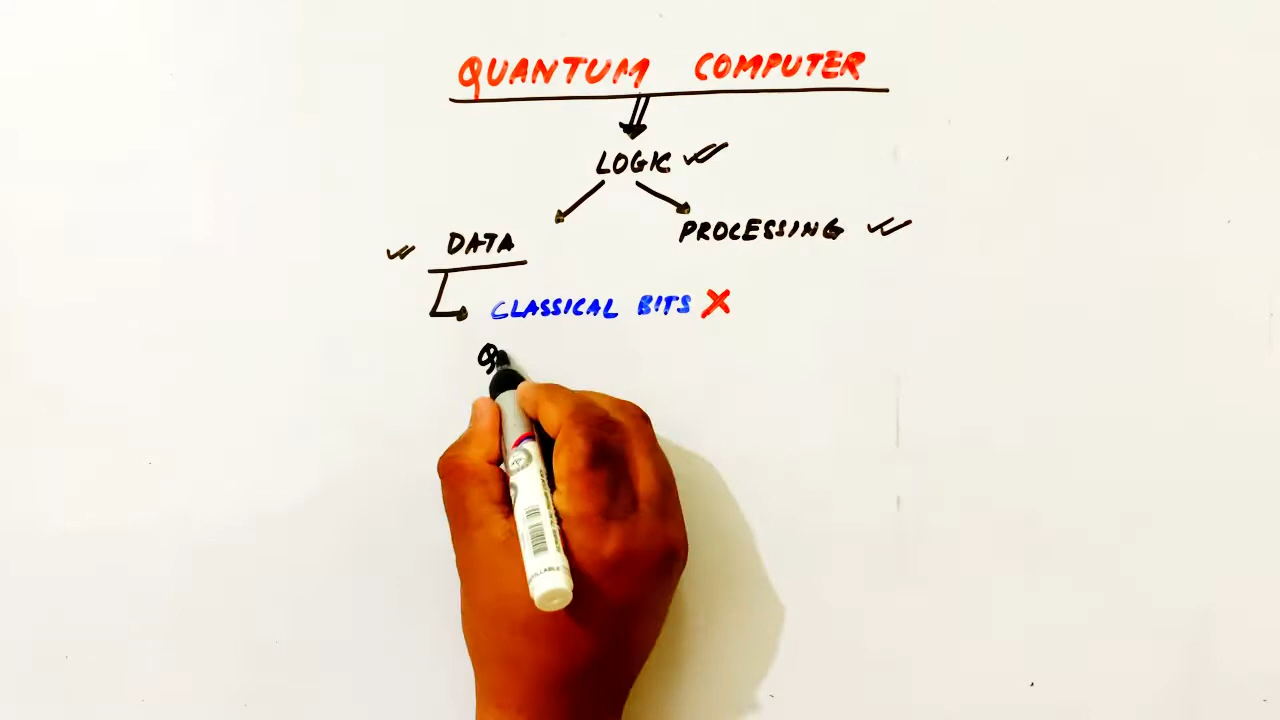 QUANTUM COMPUTER
LOGIC
DATA
PROCESSING
CLASSICAL BITS X